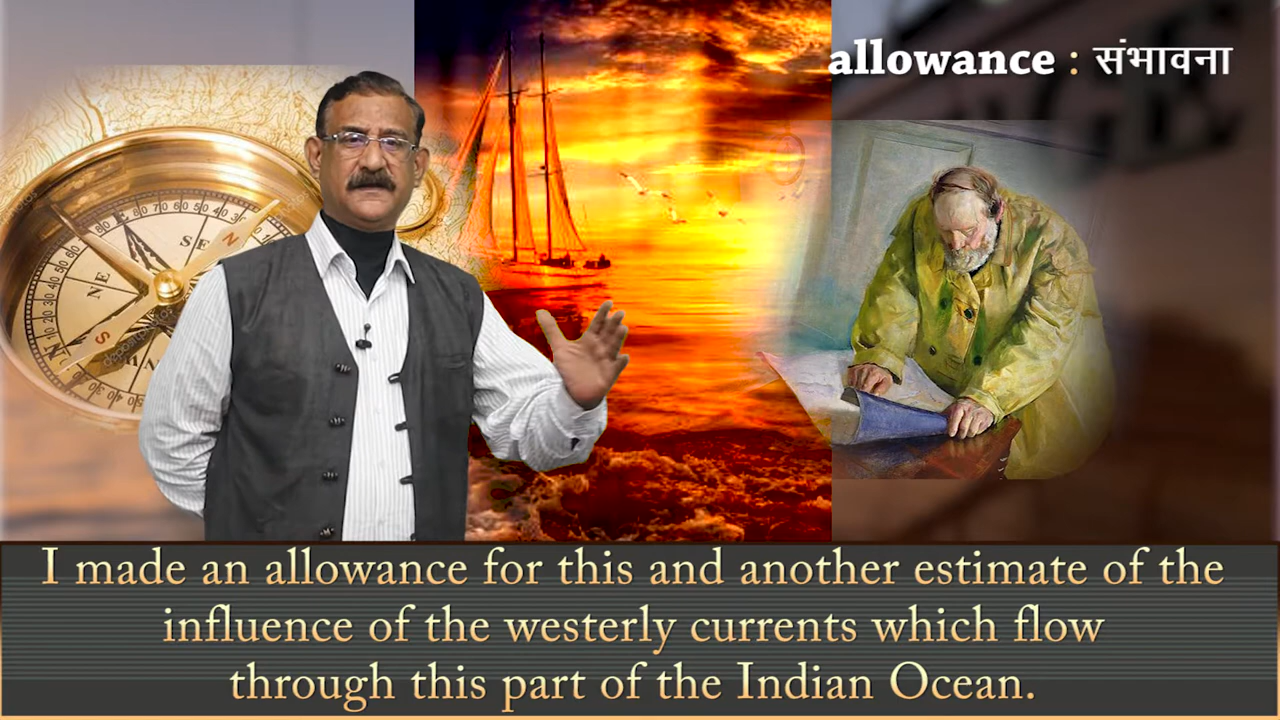 allowance : संभावना
I made an allowance for this and another estimate of the
influence of the westerly currents which flow
through this part of the Indian Ocean.